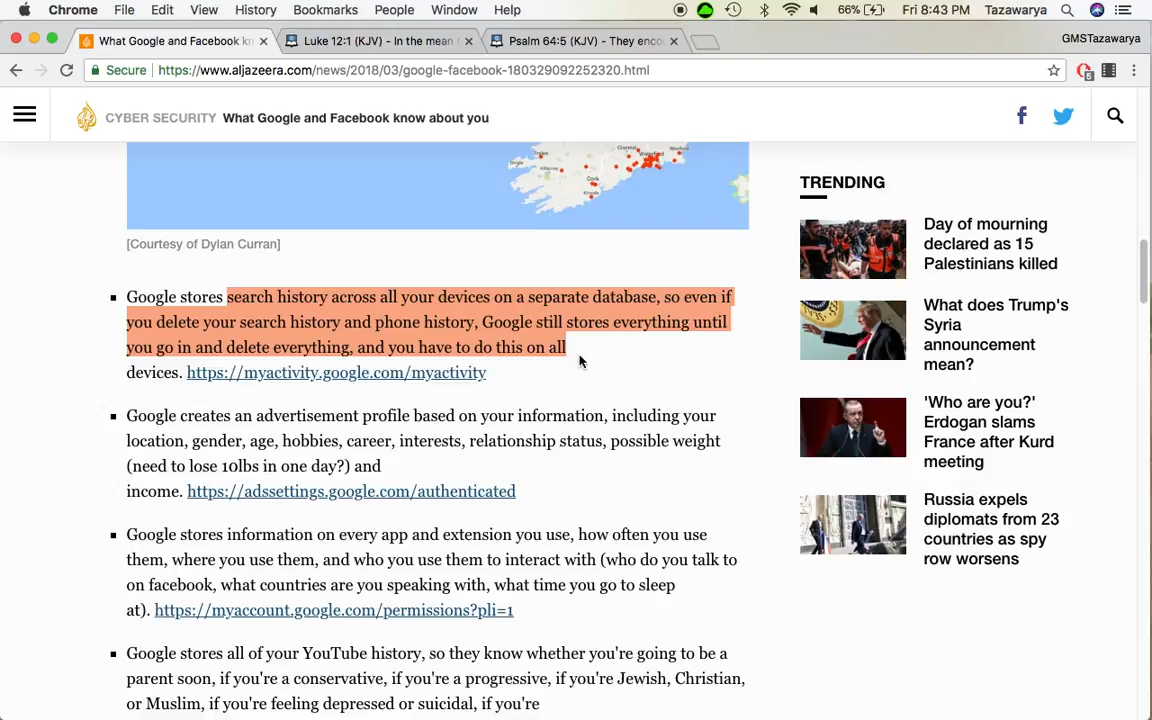 Chrome File Edit View History Bookmarks People Window Help 66% Fri 8:43 PM Tazawarya
What Google and Facebook kn
Luke 12:1 (KJV) - In the mean t
Psalm 64:5 (KJV) - They enco
GMSTazawarya
Secure https://www.aljazeera.com/news/2018/03/google-facebook-180329092252320.html
CYBER SECURITY What Google and Facebook know about you
Clonmel
Waterford
Wexford
Cork
[Courtesy of Dylan Curran]
Google stores search history across all your devices on a separate database, so even if
you delete your search history and phone history, Google still stores everything until
you go in and delete everything, and you have to do this on all
devices. https://myactivity.google.com/myactivity
Google creates an advertisement profile based on your information, including your
location, gender, age, hobbies, career, interests, relationship status, possible weight
(need to lose 10lbs in one day?) and
income. https://adssettings.google.com/authenticated
Google stores information on every app and extension you use, how often you use
them, where you use them, and who you use them to interact with (who do you talk to
on facebook, what countries are you speaking with, what time you go to sleep
at). https://myaccount.google.com/permissions?pli=1
Google stores all of your YouTube history, so they know whether you're going to be a
parent soon, if you're a conservative, if you're a progressive, if you're Jewish, Christian,
or Muslim, if you're feeling depressed or suicidal, if you're
TRENDING
Day of mourning
declared as 15
Palestinians killed
What does Trump's
Syria
announcement
mean?
'Who are you?'
Erdogan slams
France after Kurd
meeting
Russia expels
diplomats from 23
countries as spy
row worsens